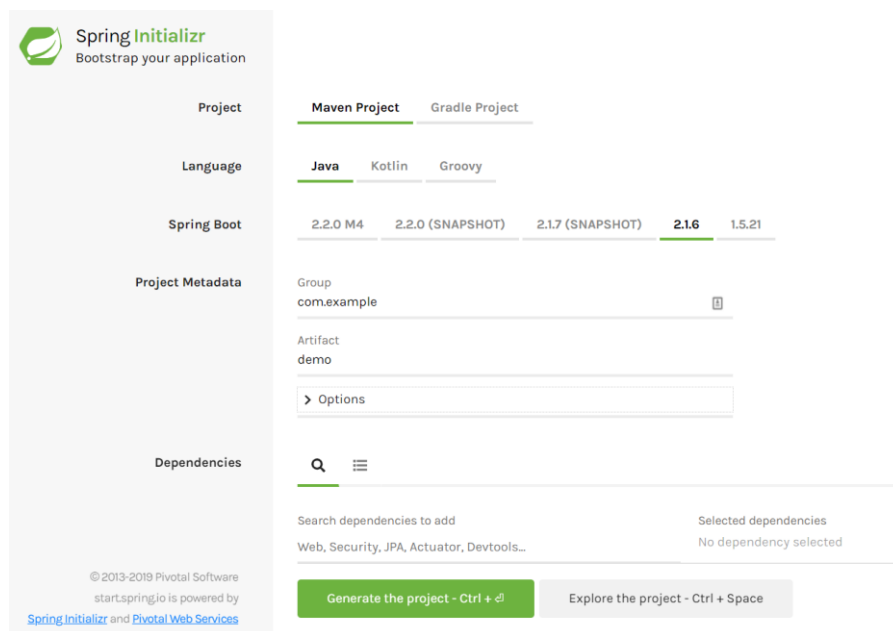 Spring Initializr
Bootstrap your application
Project
Maven Project Gradle Project
Language
Java Kotlin Groovy
Spring Boot
2.2.0 M4 2.2.0 (SNAPSHOT) 2.1.7 (SNAPSHOT) 2.1.6 1.5.21
Project Metadata
Group
com.example
Artifact
demo
Options
Dependencies
Search dependencies to add
Web, Security, JPA, Actuator, Devtools...
Selected dependencies
No dependency selected
© 2013-2019 Pivotal Software
start.spring.io is powered by
Spring Initializr and Pivotal Web Services
Generate the project - Ctrl + ⏎
Explore the project - Ctrl + Space